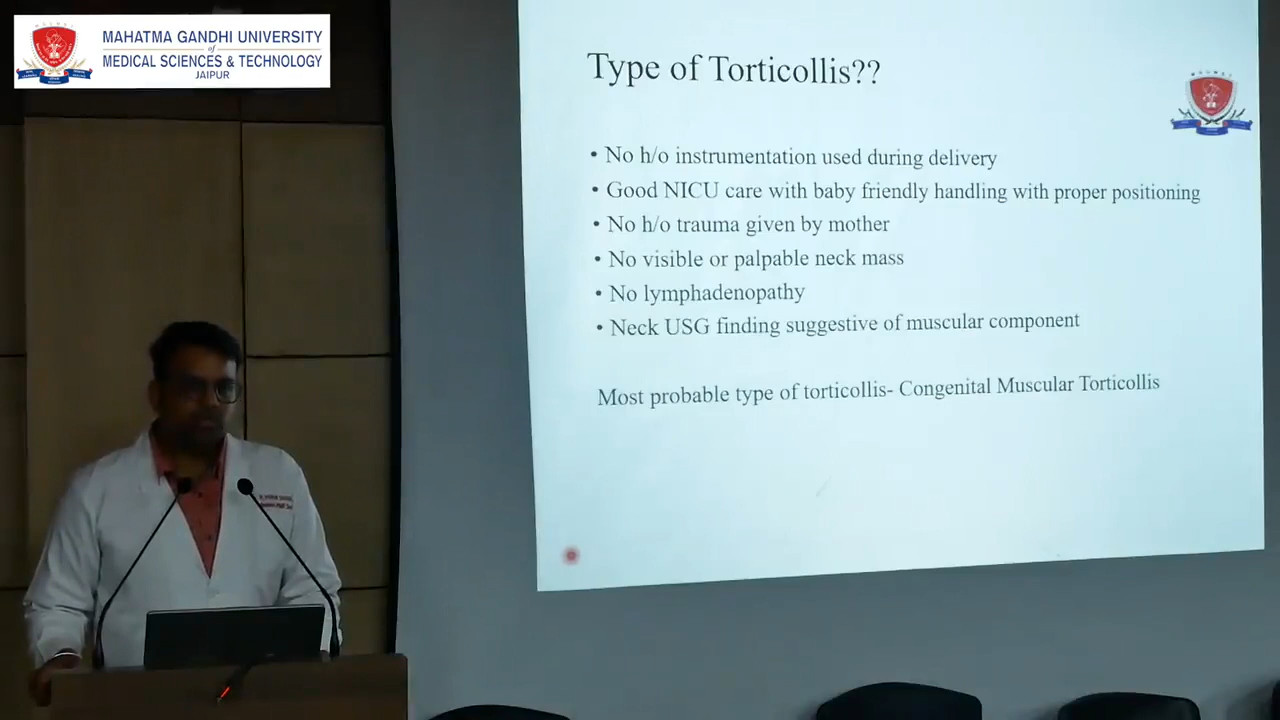 MAHATMA GANDHI UNIVERSITY
of
MEDICAL SCIENCES & TECHNOLOGY
JAIPUR
Type of Torticollis??
• No h/o instrumentation used during delivery
• Good NICU care with baby friendly handling with proper positioning
• No h/o trauma given by mother
• No visible or palpable neck mass
• No lymphadenopathy
• Neck USG finding suggestive of muscular component
Most probable type of torticollis- Congenital Muscular Torticollis